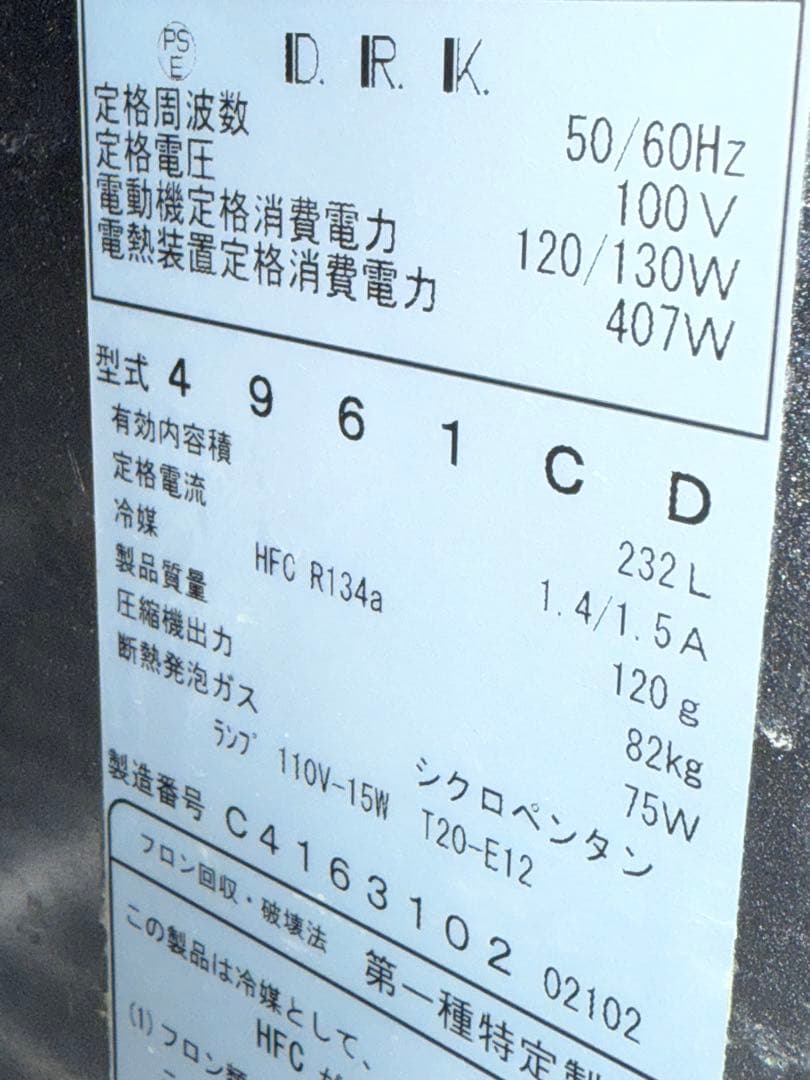 PS
E
D.R.K.
定格周波数 50/60Hz
定格電圧 100V
電動機定格消費電力 120/130W
電熱装置定格消費電力 407W
型式 4961CD
有効内容積 232L
定格電流 1.4/1.5A
冷媒 HFC R134a 120g
製品質量 82kg
圧縮機出力 75W
断熱発泡ガス シクロペンタン
ランプ 110V-15W T20-E12
製造番号 C4163102 02102
フロン回収・破壊法 第一種特定製
この製品は冷媒として、
HFC が
(1)フロン類